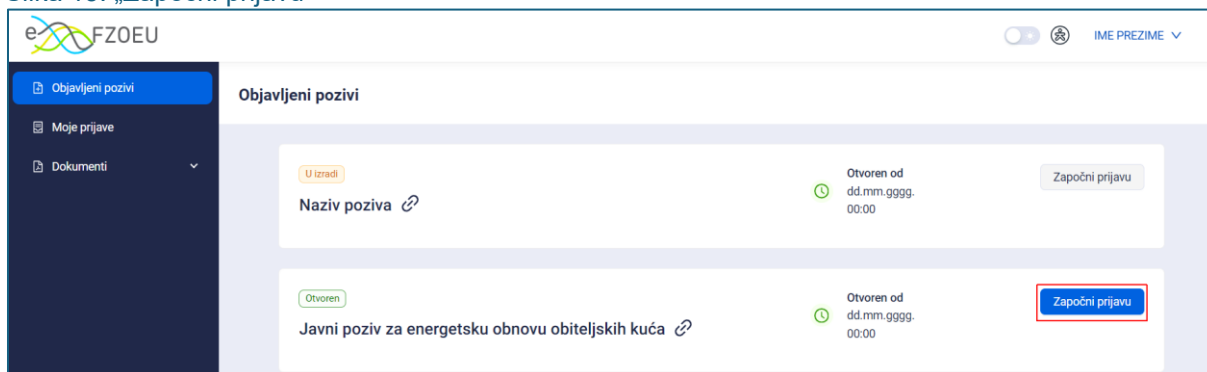 eFZOEU
IME PREZIME
Objavljeni pozivi
Moje prijave
Dokumenti
Objavljeni pozivi
U izradi
Naziv poziva
Otvoren od
dd.mm.gggg.
00:00
Započni prijavu
Otvoren
Javni poziv za energetsku obnovu obiteljskih kuća
Otvoren od
dd.mm.gggg.
00:00
Započni prijavu